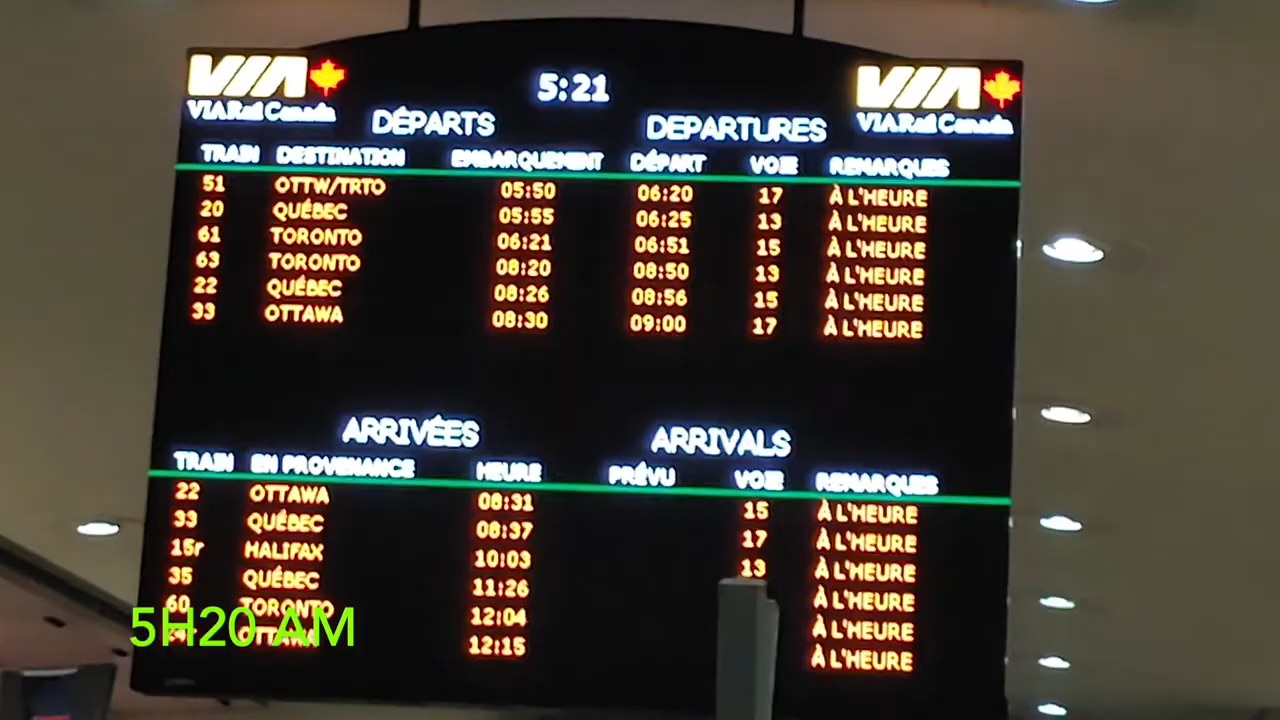 VIA VIA
VIA Rail Canada 5:21 VIA Rail Canada
DÉPARTS DEPARTURES
TRAIN DESTINATION EMBARQUEMENT DÉPART VOIE REMARQUES
51 OTTW/TRTO 05:50 06:20 17 À L'HEURE
20 QUÉBEC 05:55 06:25 13 À L'HEURE
61 TORONTO 06:21 06:51 15 À L'HEURE
63 TORONTO 08:20 08:50 13 À L'HEURE
22 QUÉBEC 08:26 08:56 15 À L'HEURE
33 OTTAWA 08:30 09:00 17 À L'HEURE
ARRIVÉES ARRIVALS
TRAIN EN PROVENANCE HEURE PRÉVU VOIE REMARQUES
22 OTTAWA 08:31 15 À L'HEURE
33 QUÉBEC 08:37 17 À L'HEURE
15r HALIFAX 10:03 13 À L'HEURE
35 QUÉBEC 11:26 À L'HEURE
60 TORONTO 12:04 À L'HEURE
OTTAWA 12:15 À L'HEURE
5H20 AM